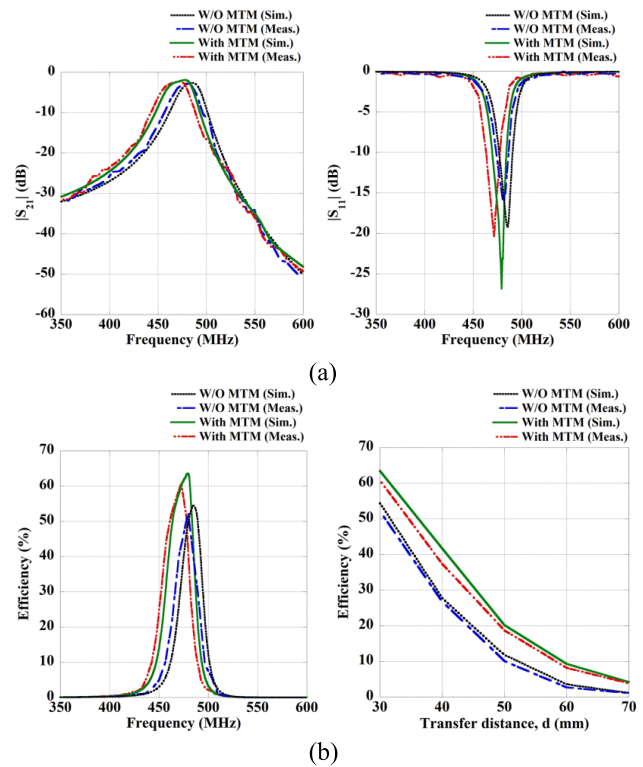 W/O MTM (Sim.)
W/O MTM (Meas.)
With MTM (Sim.)
With MTM (Meas.)
0
-10
-20
-30
-40
-50
-60
|S21| (dB)
350 400 450 500 550 600
Frequency (MHz)
W/O MTM (Sim.)
W/O MTM (Meas.)
With MTM (Sim.)
With MTM (Meas.)
0
-5
-10
-15
-20
-25
-30
|S11| (dB)
350 400 450 500 550 600
Frequency (MHz)
(a)
W/O MTM (Sim.)
W/O MTM (Meas.)
With MTM (Sim.)
With MTM (Meas.)
70
60
50
40
30
20
10
0
Efficiency (%)
350 400 450 500 550 600
Frequency (MHz)
W/O MTM (Sim.)
W/O MTM (Meas.)
With MTM (Sim.)
With MTM (Meas.)
70
60
50
40
30
20
10
0
Efficiency (%)
30 40 50 60 70
Transfer distance, d (mm)
(b)